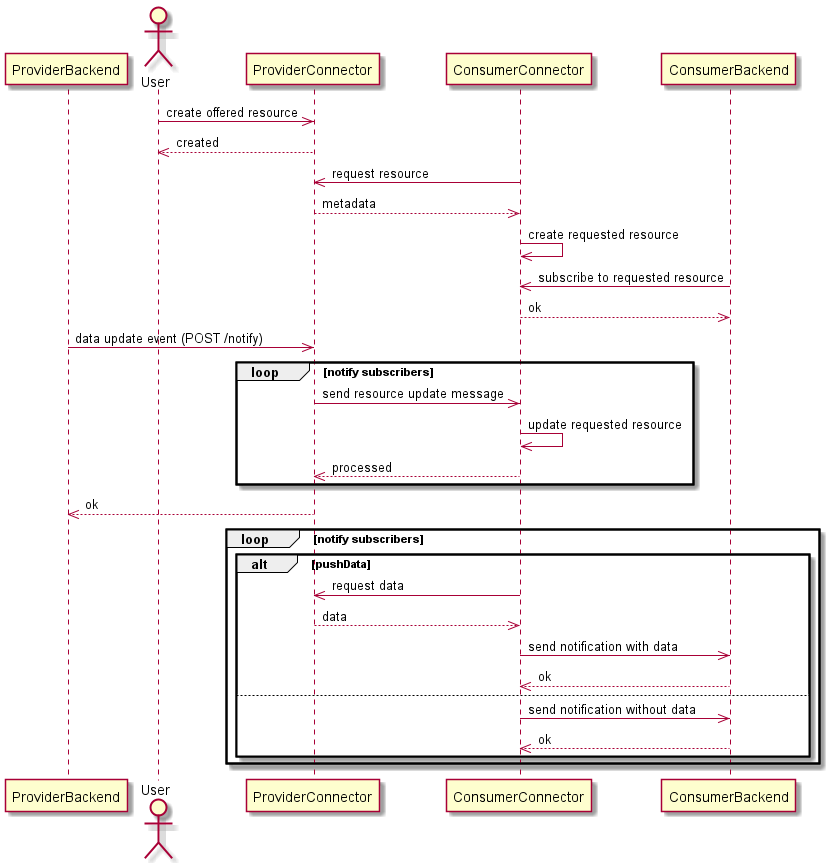 User
ProviderBackend
ProviderConnector
ConsumerConnector
ConsumerBackend
create offered resource
created
request resource
metadata
create requested resource
subscribe to requested resource
ok
data update event (POST /notify)
loop [notify subscribers]
send resource update message
update requested resource
processed
ok
loop [notify subscribers]
alt [pushData]
request data
data
send notification with data
ok
send notification without data
ok
ProviderBackend
User
ProviderConnector
ConsumerConnector
ConsumerBackend